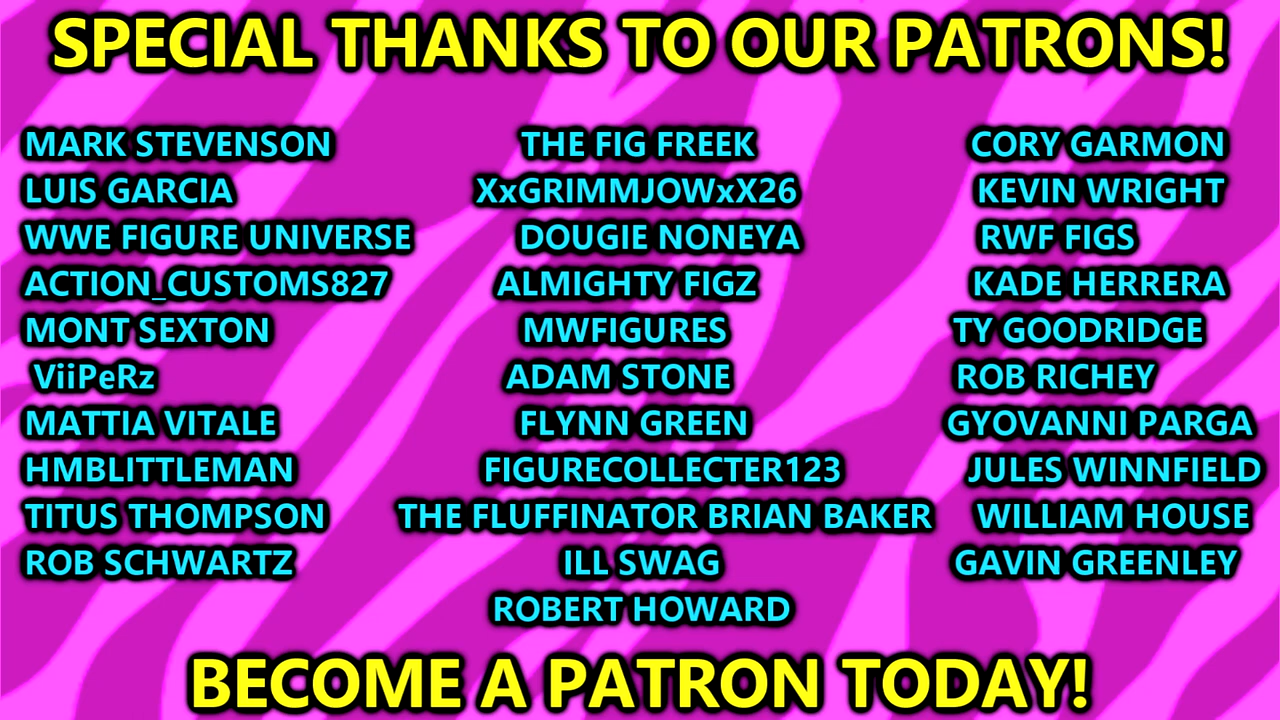 SPECIAL THANKS TO OUR PATRONS!
MARK STEVENSON
LUIS GARCIA
WWE FIGURE UNIVERSE
ACTION_CUSTOMS827
MONT SEXTON
ViiPeRz
MATTIA VITALE
HMBLITTLEMAN
TITUS THOMPSON
ROB SCHWARTZ
THE FIG FREEK
XxGRIMMJOWxX26
DOUGIE NONEYA
ALMIGHTY FIGZ
MWFIGURES
ADAM STONE
FLYNN GREEN
FIGURECOLLECTER123
THE FLUFFINATOR BRIAN BAKER
ILL SWAG
ROBERT HOWARD
CORY GARMON
KEVIN WRIGHT
RWF FIGS
KADE HERRERA
TY GOODRIDGE
ROB RICHEY
GYOVANNI PARGA
JULES WINNFIELD
WILLIAM HOUSE
GAVIN GREENLEY
BECOME A PATRON TODAY!